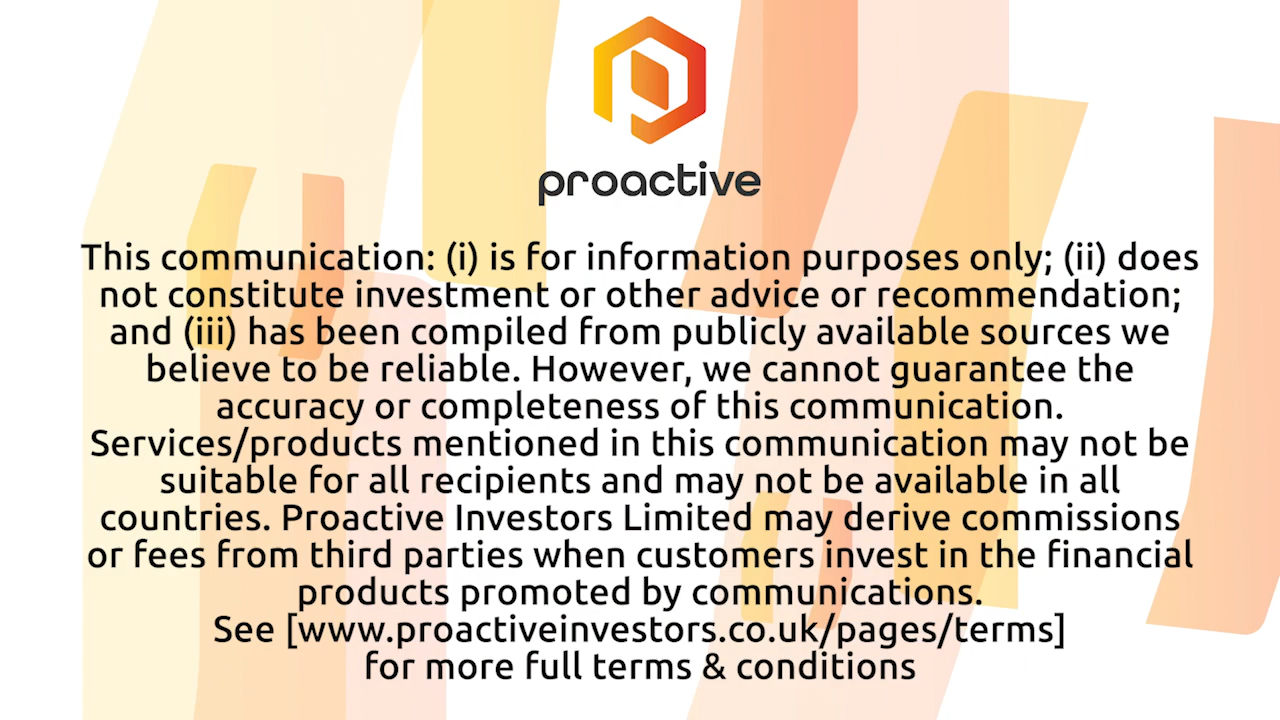 proactive
This communication: (i) is for information purposes only; (ii) does
not constitute investment or other advice or recommendation;
and (iii) has been compiled from publicly available sources we
believe to be reliable. However, we cannot guarantee the
accuracy or completeness of this communication.
Services/products mentioned in this communication may not be
suitable for all recipients and may not be available in all
countries. Proactive Investors Limited may derive commissions
or fees from third parties when customers invest in the financial
products promoted by communications.
See [www.proactiveinvestors.co.uk/pages/terms]
for more full terms & conditions